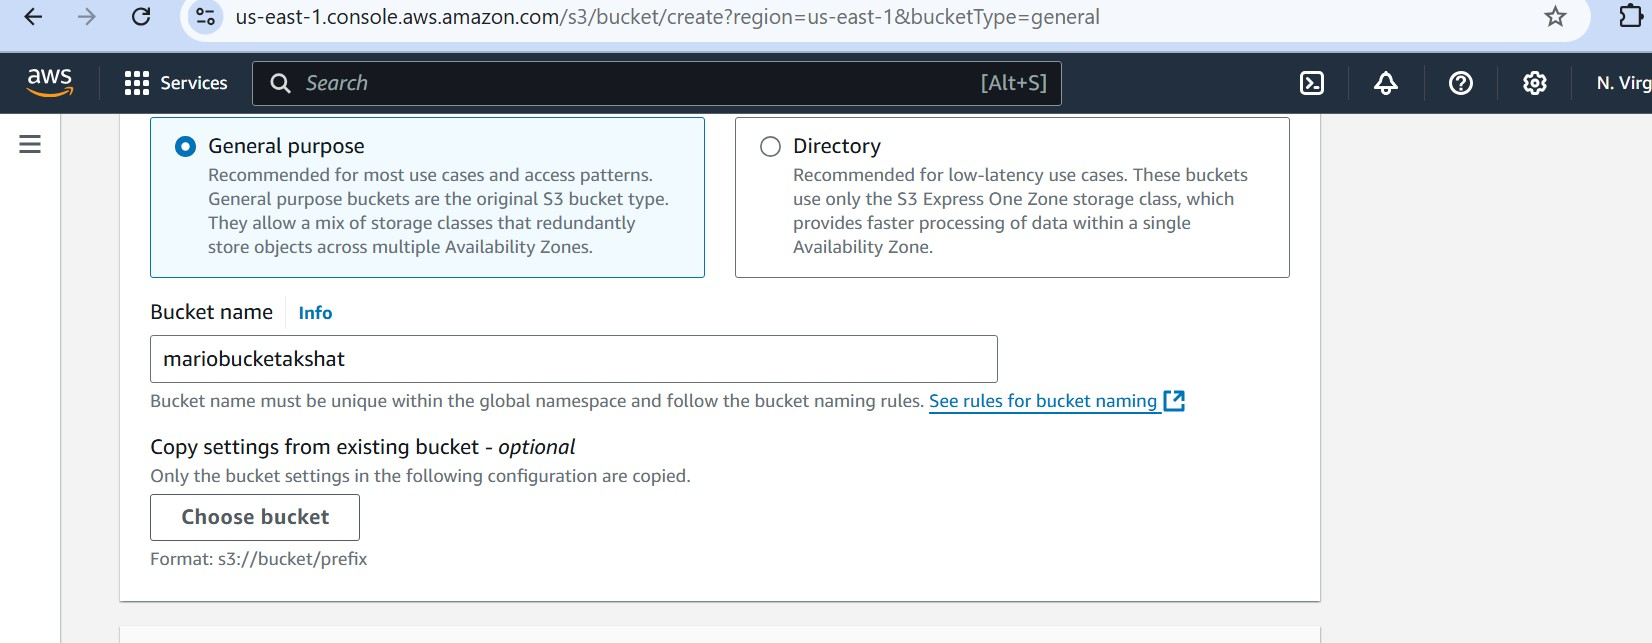 us-east-1.console.aws.amazon.com/s3/bucket/create?region=us-east-1&bucketType=general
aws
Services
Search
[Alt+S]
N. Virg
General purpose
Recommended for most use cases and access patterns.
General purpose buckets are the original S3 bucket type.
They allow a mix of storage classes that redundantly
store objects across multiple Availability Zones.
Directory
Recommended for low-latency use cases. These buckets
use only the S3 Express One Zone storage class, which
provides faster processing of data within a single
Availability Zone.
Bucket name
Info
mariobucketakshat
Bucket name must be unique within the global namespace and follow the bucket naming rules. See rules for bucket naming
Copy settings from existing bucket - optional
Only the bucket settings in the following configuration are copied.
Choose bucket
Format: s3://bucket/prefix